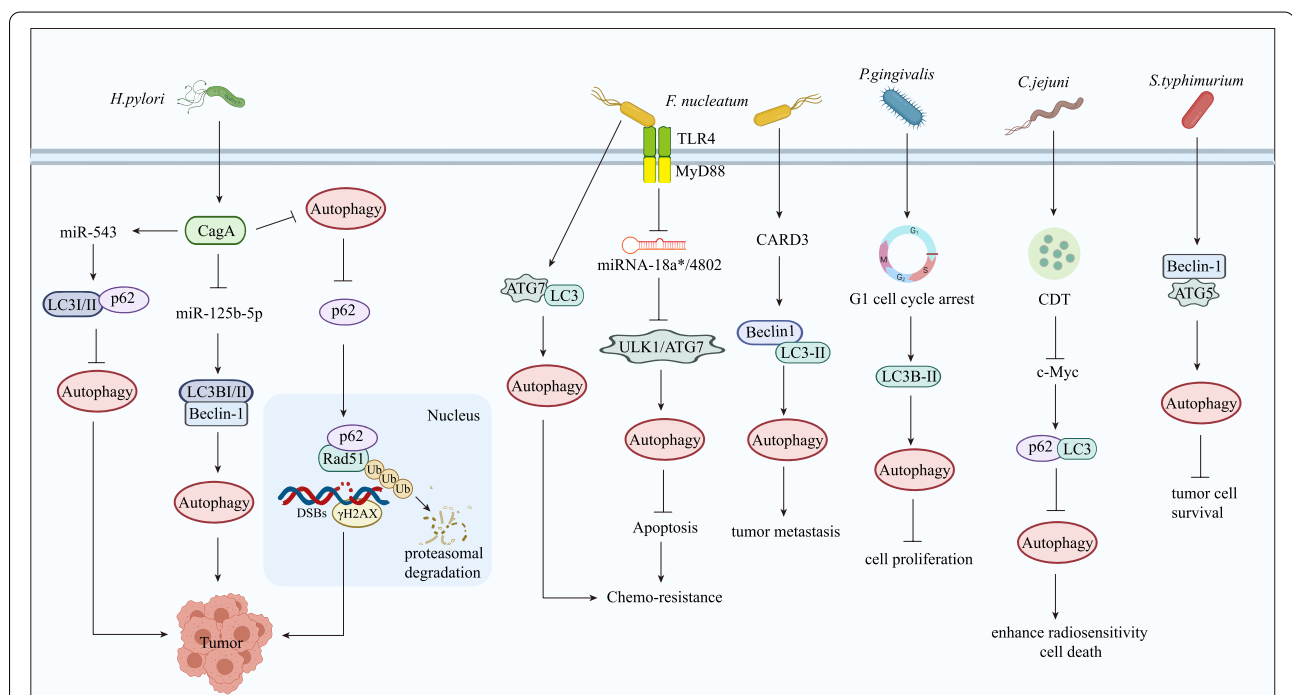 H.pylori
F. nucleatum
P.gingivalis
C.jejuni
S.typhimurium
TLR4
MyD88
miR-543
CagA
Autophagy
LC3I/II
p62
miR-125b-5p
p62
Autophagy
LC3BI/II
Beclin-1
Autophagy
Nucleus
p62
Rad51
Ub
Ub
Ub
DSBs
γH2AX
proteasomal
degradation
Tumor
ATG7
LC3
Autophagy
miRNA-18a*/4802
ULK1/ATG7
Autophagy
Apoptosis
Chemo-resistance
CARD3
Beclin1
LC3-II
Autophagy
tumor metastasis
G1
M
S
G2
G1 cell cycle arrest
LC3B-II
Autophagy
cell proliferation
CDT
c-Myc
p62
LC3
Autophagy
enhance radiosensitivity
cell death
Beclin-1
ATG5
Autophagy
tumor cell
survival